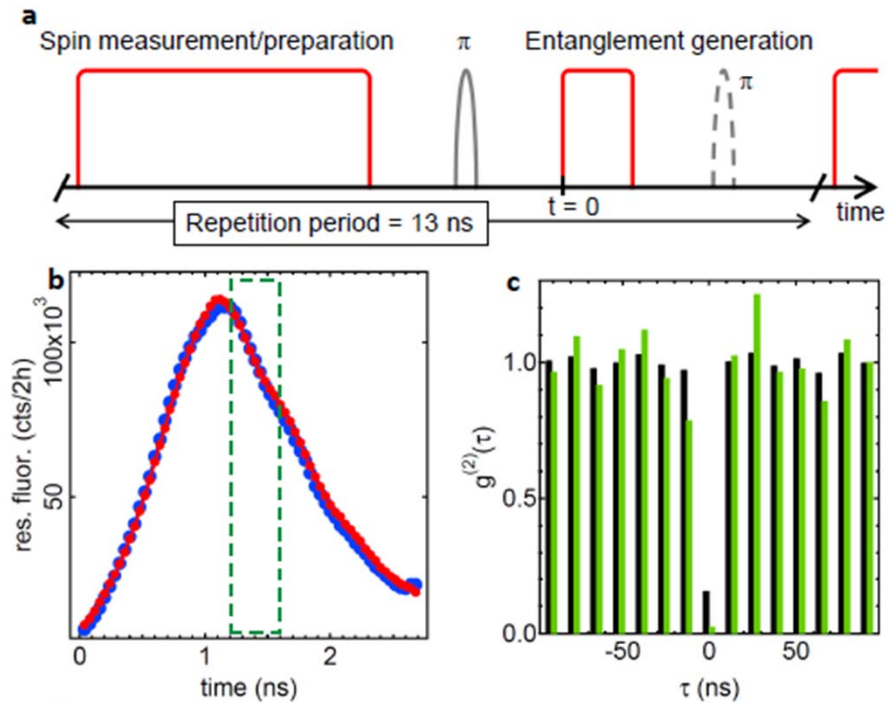 a
Spin measurement/preparation π Entanglement generation
π
t = 0
time
Repetition period = 13 ns
b
res. fluor. (cts/2h)
100x10³
50
0 1 2
time (ns)
c
g⁽²⁾(τ)
1.0
0.5
0.0
-50 0 50
τ (ns)